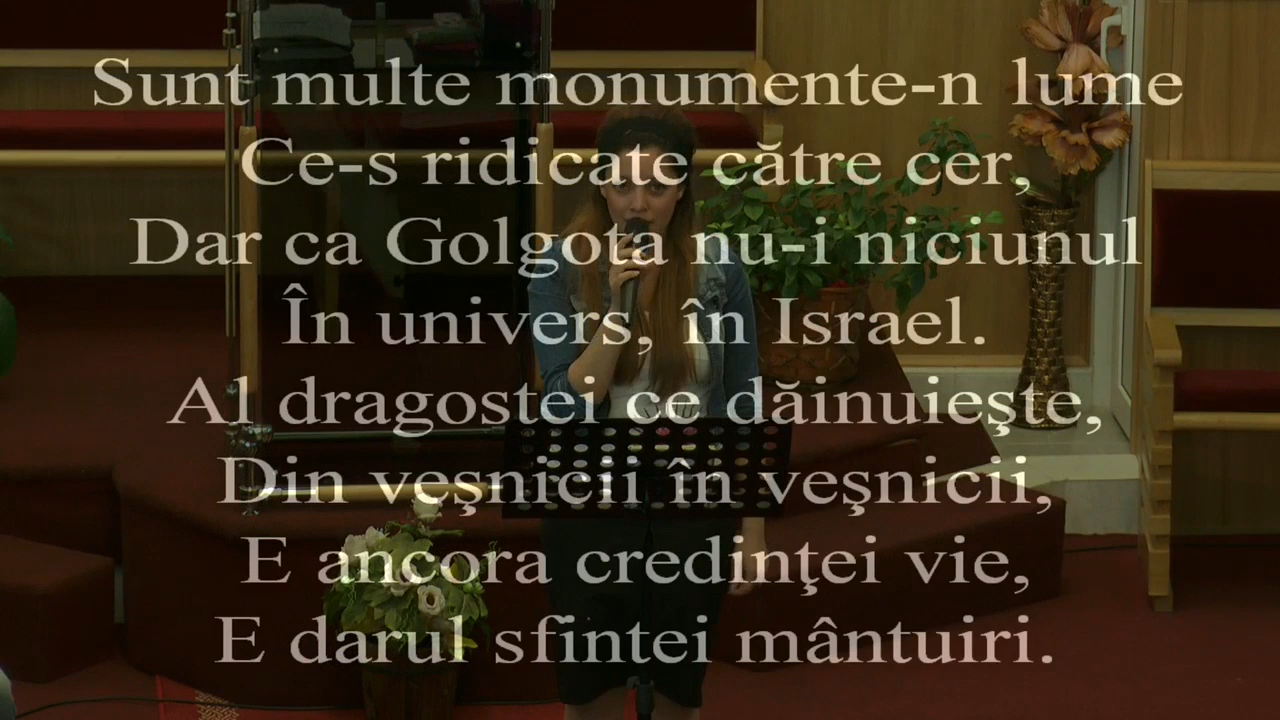 Sunt multe monumente-n lume
Ce-s ridicate către cer,
Dar ca Golgota nu-i niciunul
În univers, în Israel.
Al dragostei ce dăinuieşte,
Din veşnicii în veşnicii,
E ancora credinţei vie,
E darul sfintei mântuiri.